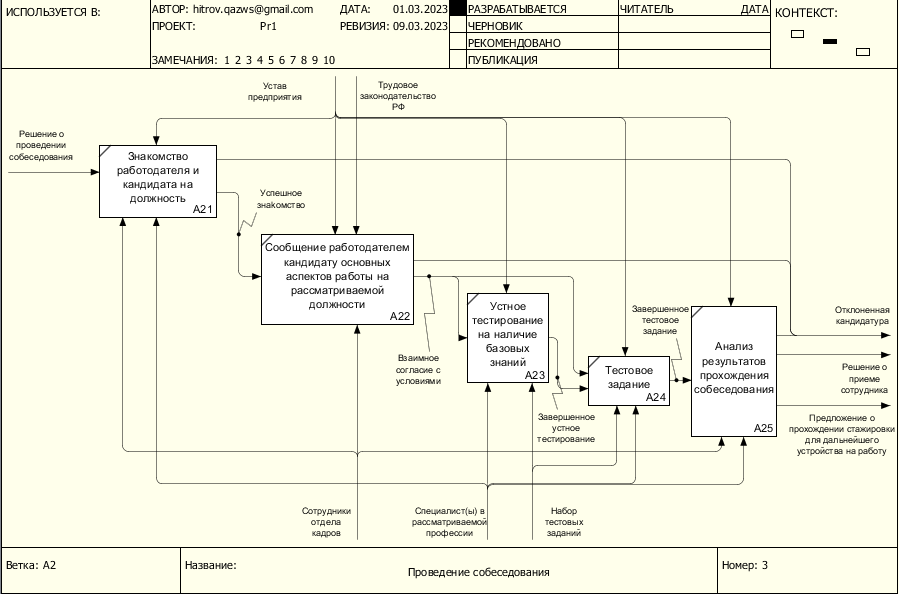 ИСПОЛЬЗУЕТСЯ В:
АВТОР: hitrov.qazws@gmail.com
ДАТА: 01.03.2023
ПРОЕКТ: Pr1
РЕВИЗИЯ: 09.03.2023
ЗАМЕЧАНИЯ: 1 2 3 4 5 6 7 8 9 10
РАЗРАБАТЫВАЕТСЯ
ЧЕРНОВИК
РЕКОМЕНДОВАНО
ПУБЛИКАЦИЯ
ЧИТАТЕЛЬ
ДАТА
КОНТЕКСТ:
Устав
предприятия
Трудовое
законодательство
РФ
Решение о
проведении
собеседования
Знакомство
работодателя и
кандидата на
должность
A21
Успешное
знакомство
Сообщение работодателем
кандидату основных
аспектов работы на
рассматриваемой
должности
A22
Взаимное
согласие с
условиями
Устное
тестирование
на наличие
базовых
знаний
A23
Завершенное
устное
тестирование
Завершенное
тестовое
задание
Тестовое
задание
A24
Анализ
результатов
прохождения
собеседования
A25
Отклоненная
кандидатура
Решение о
приеме
сотрудника
Предложение о
прохождении стажировки
для дальнейшего
устройства на работу
Сотрудники
отдела
кадров
Специалист(ы) в
рассматриваемой
профессии
Набор
тестовых
заданий
Ветка: A2
Название:
Проведение собеседования
Номер: 3